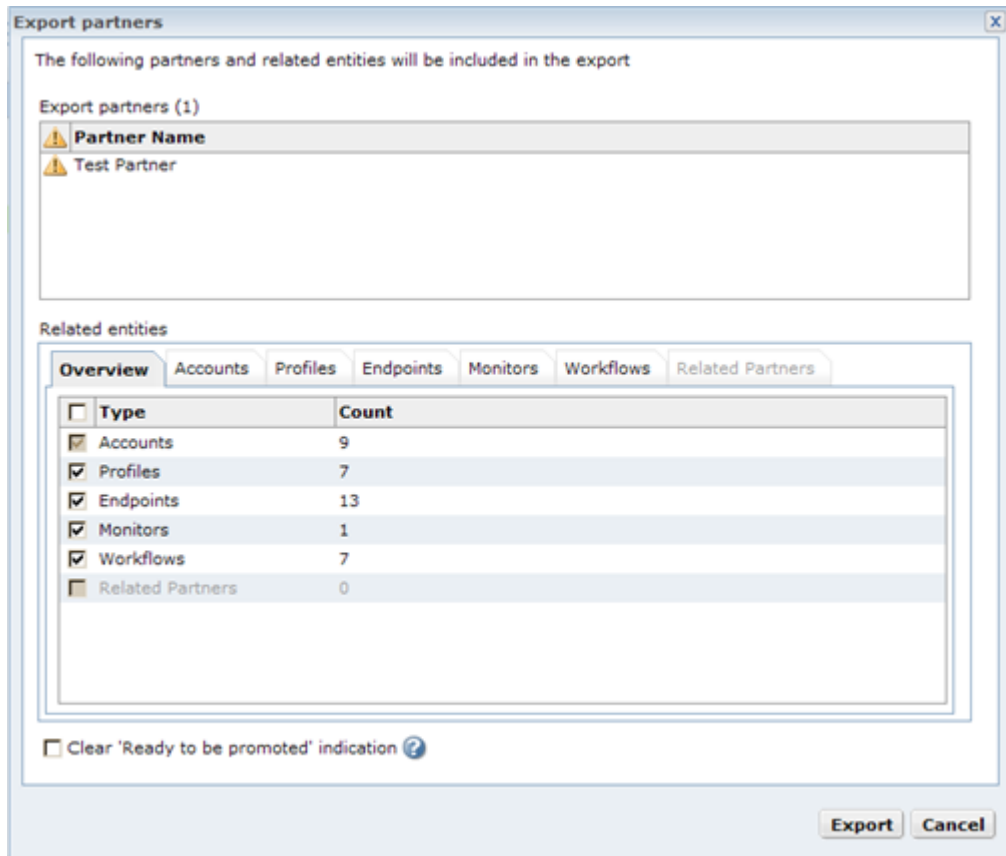 Export partners
The following partners and related entities will be included in the export
Export partners (1)
Partner Name
Test Partner
Related entities
Overview Accounts Profiles Endpoints Monitors Workflows Related Partners
Type Count
Accounts 9
Profiles 7
Endpoints 13
Monitors 1
Workflows 7
Related Partners 0
Clear 'Ready to be promoted' indication ?
Export Cancel